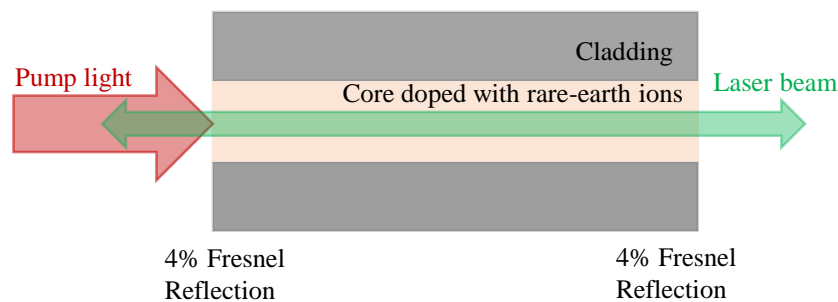 Cladding
Pump light
Core doped with rare-earth ions
Laser beam
4% Fresnel
Reflection
4% Fresnel
Reflection